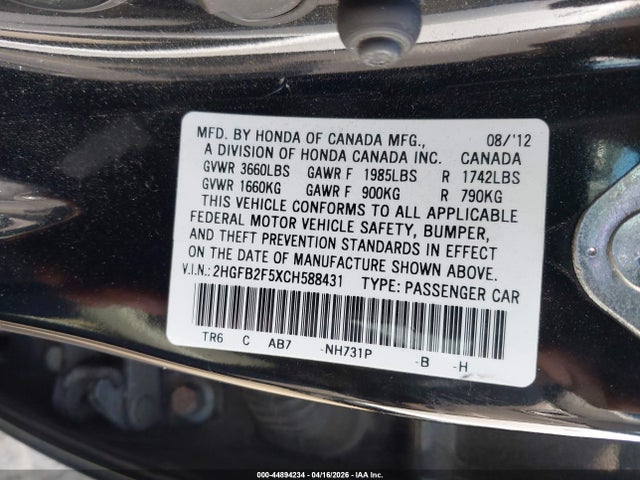 MFD. BY HONDA OF CANADA MFG., 08/'12
A DIVISION OF HONDA CANADA INC. CANADA
GVWR 3660LBS GAWR F 1985LBS R 1742LBS
GVWR 1660KG GAWR F 900KG R 790KG
THIS VEHICLE CONFORMS TO ALL APPLICABLE
FEDERAL MOTOR VEHICLE SAFETY, BUMPER,
AND THEFT PREVENTION STANDARDS IN EFFECT
ON THE DATE OF MANUFACTURE SHOWN ABOVE.
V.I.N.: 2HGFB2F5XCH588431 TYPE: PASSENGER CAR
TR6 C AB7 -NH731P -B -H
000-44894234 - 04/16/2026 - IAA Inc.